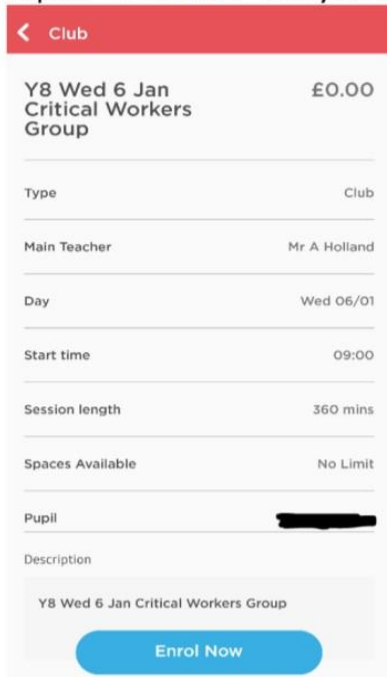 Club
Y8 Wed 6 Jan £0.00
Critical Workers
Group
Type Club
Main Teacher Mr A Holland
Day Wed 06/01
Start time 09:00
Session length 360 mins
Spaces Available No Limit
Pupil
Description
Y8 Wed 6 Jan Critical Workers Group
Enrol Now